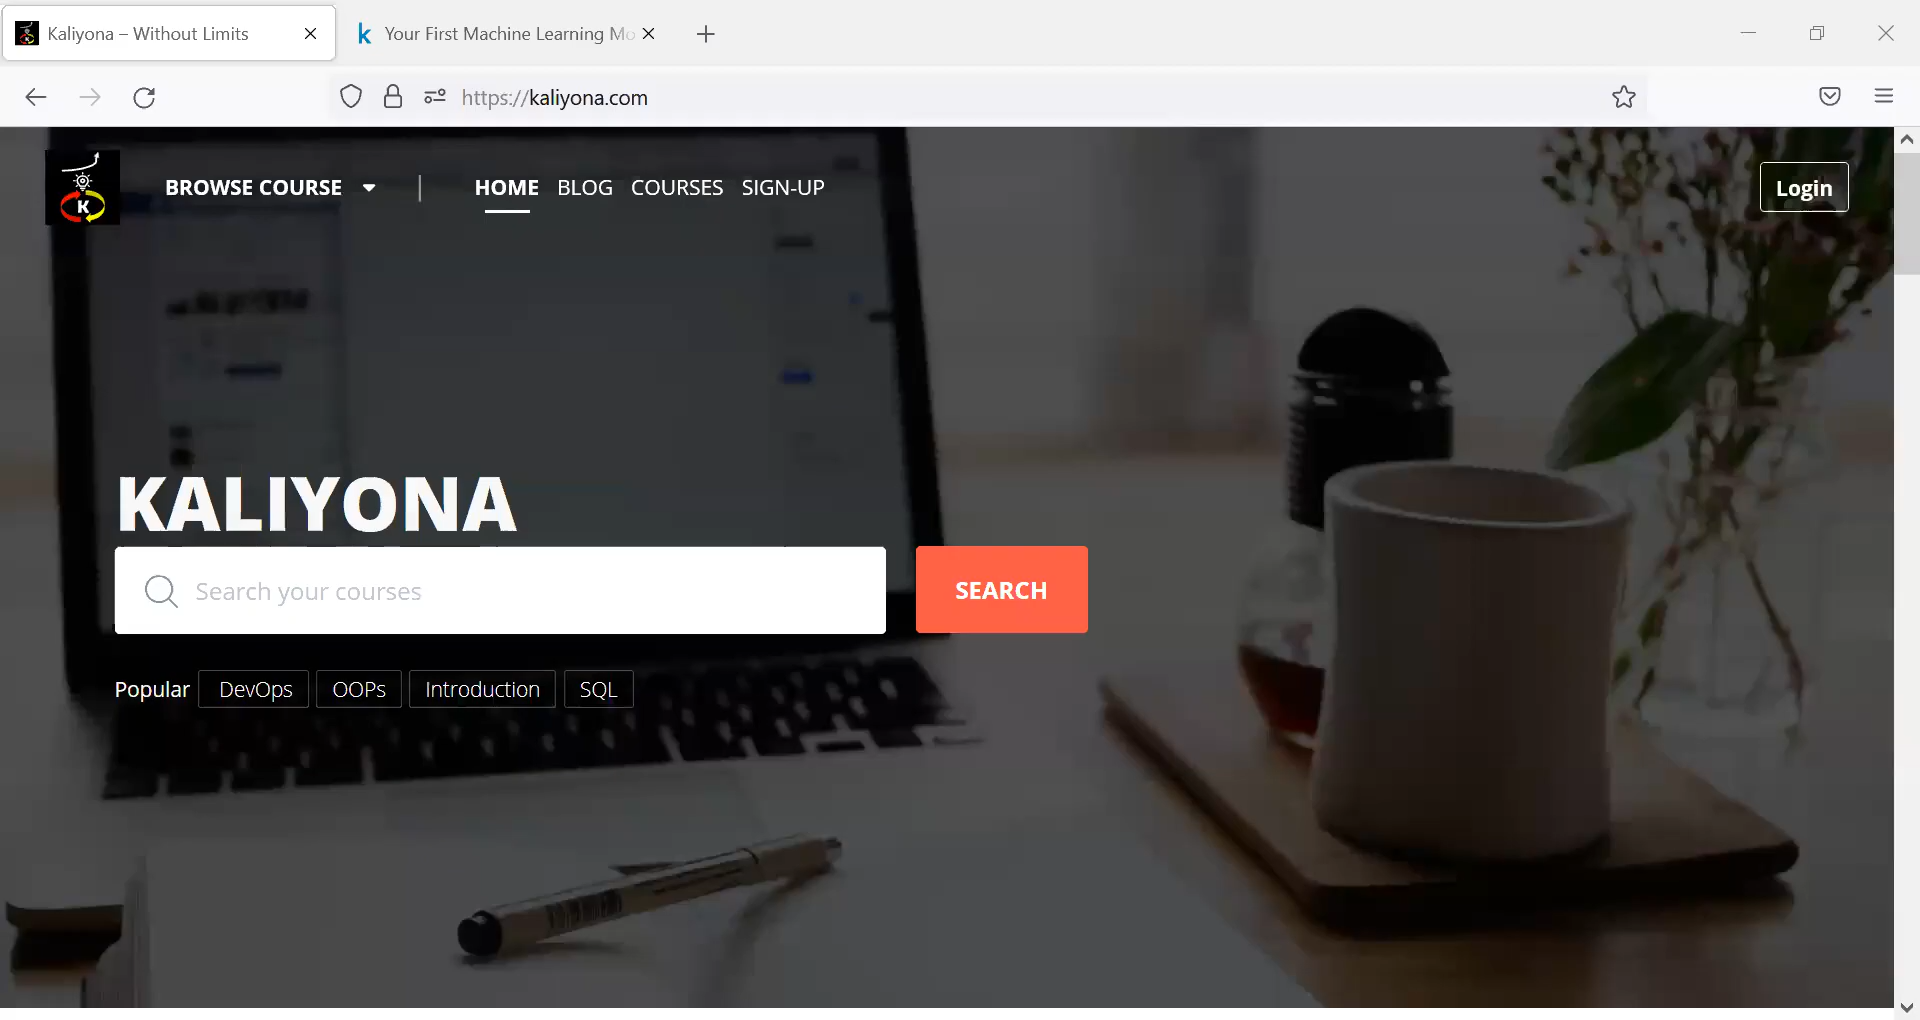 Kaliyona – Without Limits
Your First Machine Learning Mo
https://kaliyona.com
K
BROWSE COURSE
HOME BLOG COURSES SIGN-UP
Login
KALIYONA
Search your courses
SEARCH
Popular DevOps OOPs Introduction SQL